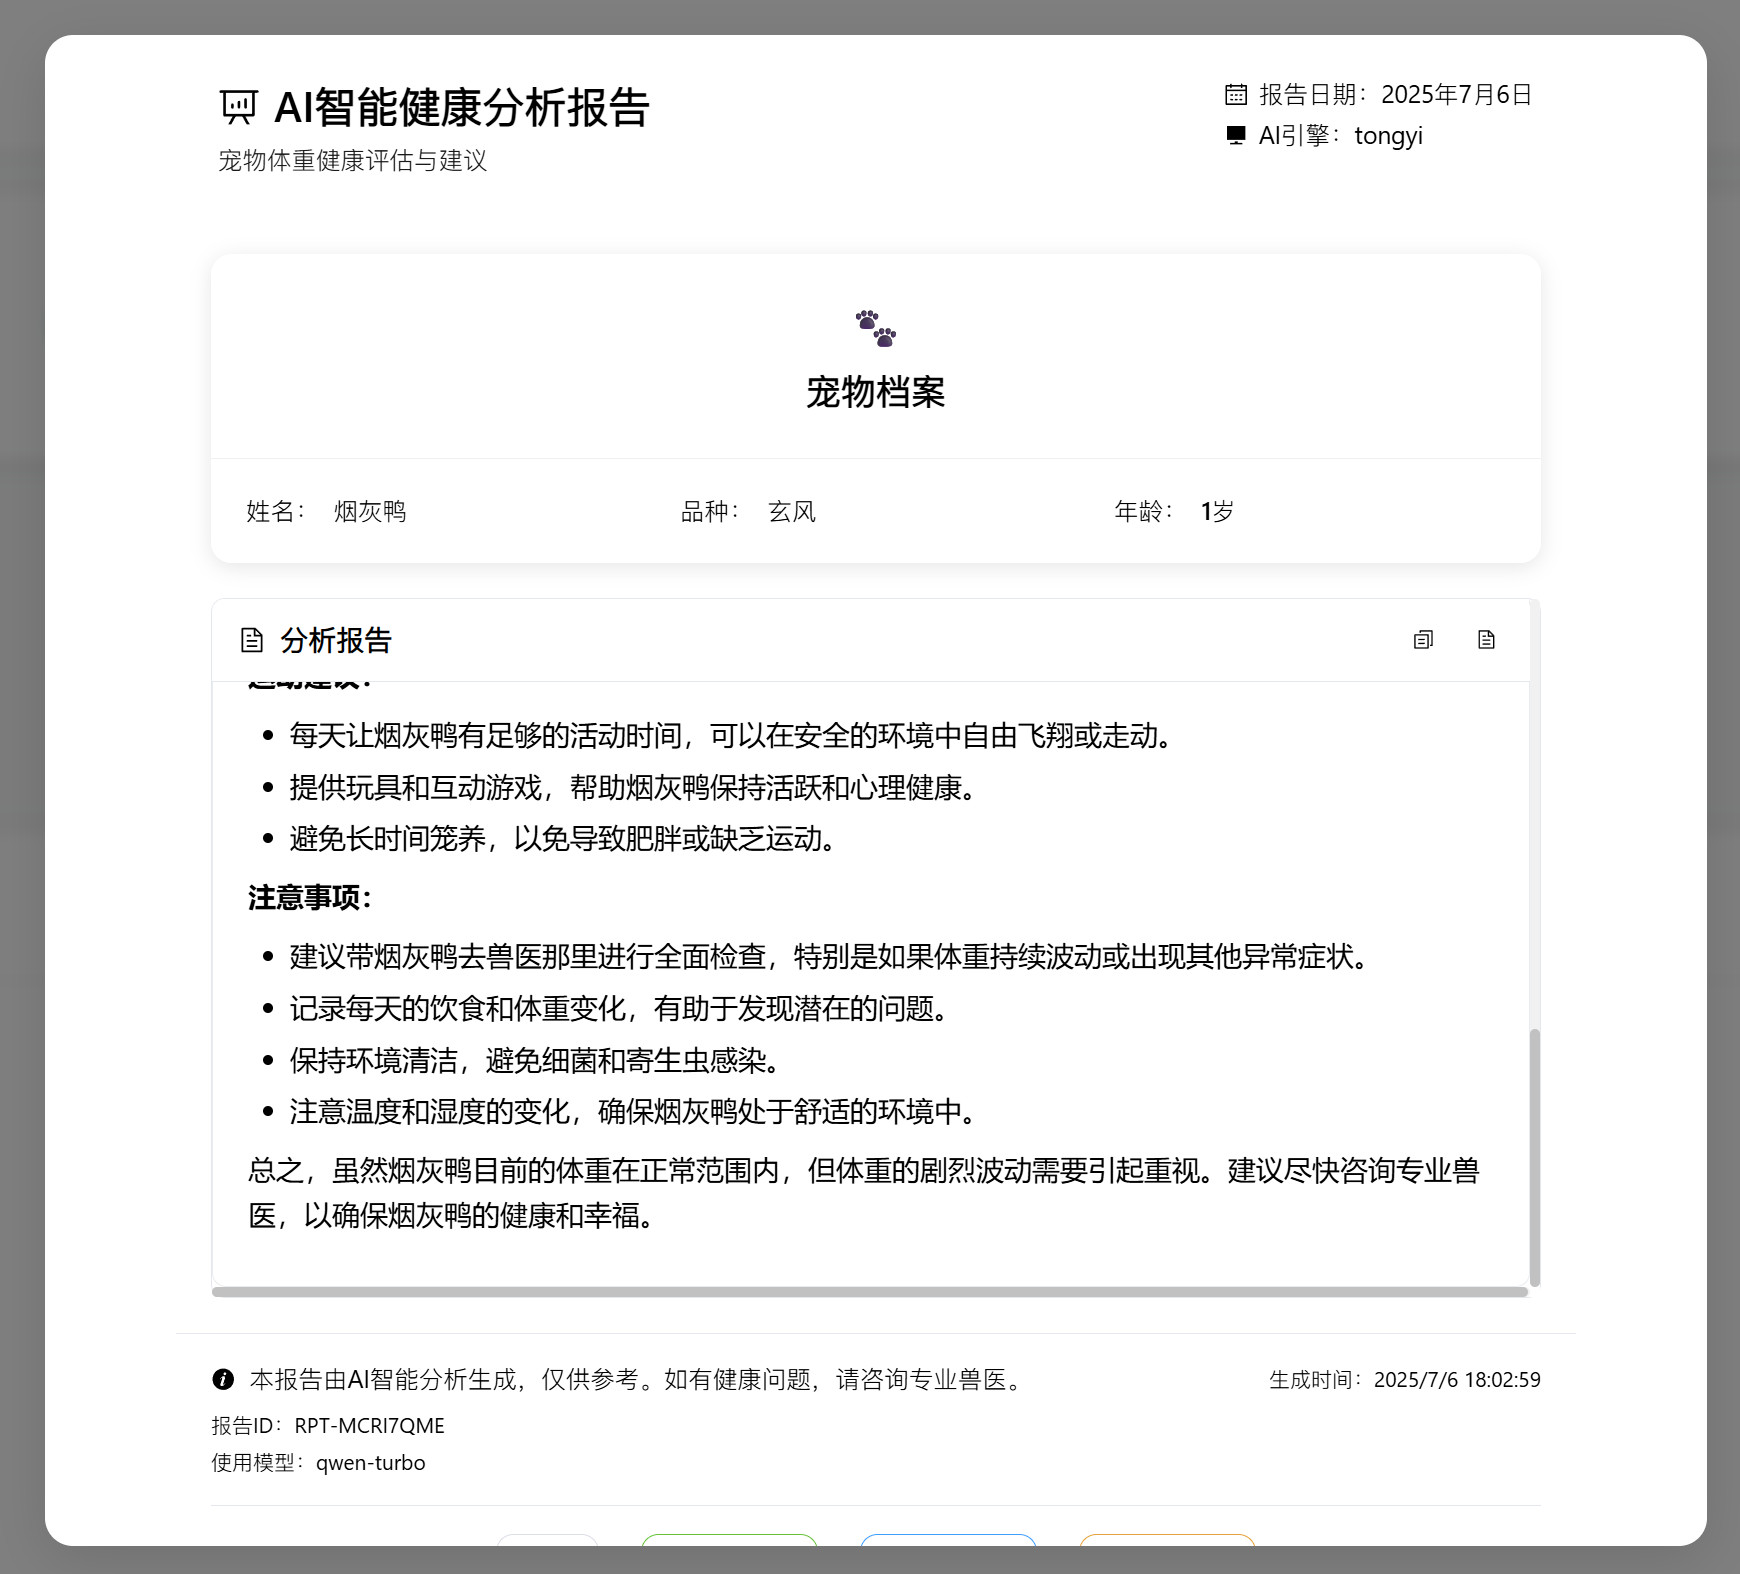 AI智能健康分析报告
宠物体重健康评估与建议
报告日期：2025年7月6日
AI引擎：tongyi
宠物档案
姓名：烟灰鸭
品种：玄风
年龄：1岁
分析报告
每天让烟灰鸭有足够的活动时间，可以在安全的环境中自由飞翔或走动。
提供玩具和互动游戏，帮助烟灰鸭保持活跃和心理健康。
避免长时间笼养，以免导致肥胖或缺乏运动。
注意事项：
建议带烟灰鸭去兽医那里进行全面检查，特别是如果体重持续波动或出现其他异常症状。
记录每天的饮食和体重变化，有助于发现潜在的问题。
保持环境清洁，避免细菌和寄生虫感染。
注意温度和湿度的变化，确保烟灰鸭处于舒适的环境中。
总之，虽然烟灰鸭目前的体重在正常范围内，但体重的剧烈波动需要引起重视。建议尽快咨询专业兽
医，以确保烟灰鸭的健康和幸福。
本报告由AI智能分析生成，仅供参考。如有健康问题，请咨询专业兽医。
生成时间：2025/7/6 18:02:59
报告ID：RPT-MCRI7QME
使用模型：qwen-turbo